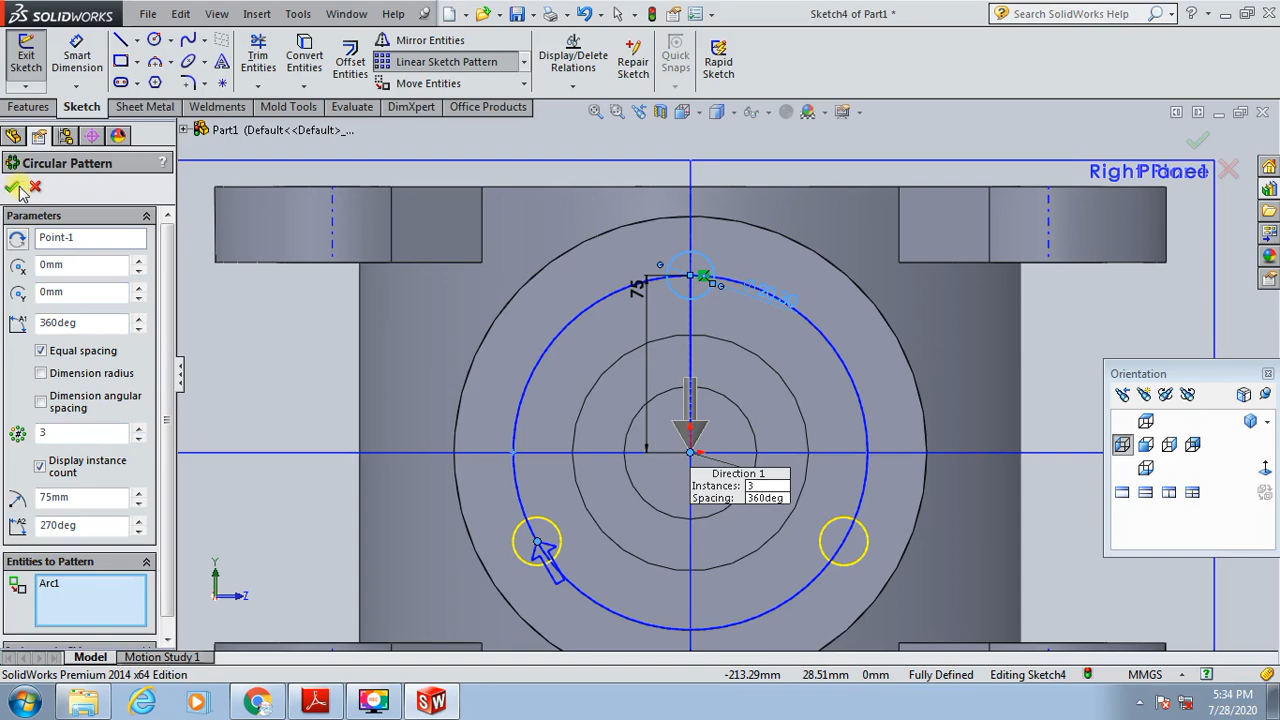 SOLIDWORKS File Edit View Insert Tools Window Help Sketch4 of Part1 * Search SolidWorks Help
Exit Sketch Smart Dimension Trim Entities Convert Entities Offset Entities Mirror Entities Linear Sketch Pattern Move Entities Display/Delete Relations Repair Sketch Quick Snaps Rapid Sketch
Features Sketch Sheet Metal Weldments Mold Tools Evaluate DimXpert Office Products
Part1 (Default<<Default>_...
Circular Pattern ?
Right Plane
Parameters
Point-1
0mm
0mm
360deg
Equal spacing
Dimension radius
Dimension angular spacing
3
Display instance count
75mm
270deg
Entities to Pattern
Arc1
75
Direction 1
Instances: 3
Spacing: 360deg
Orientation
Y
Z
Model Motion Study 1
SolidWorks Premium 2014 x64 Edition -213.29mm 28.51mm 0mm Fully Defined Editing Sketch4 MMGS
5:34 PM
7/28/2020